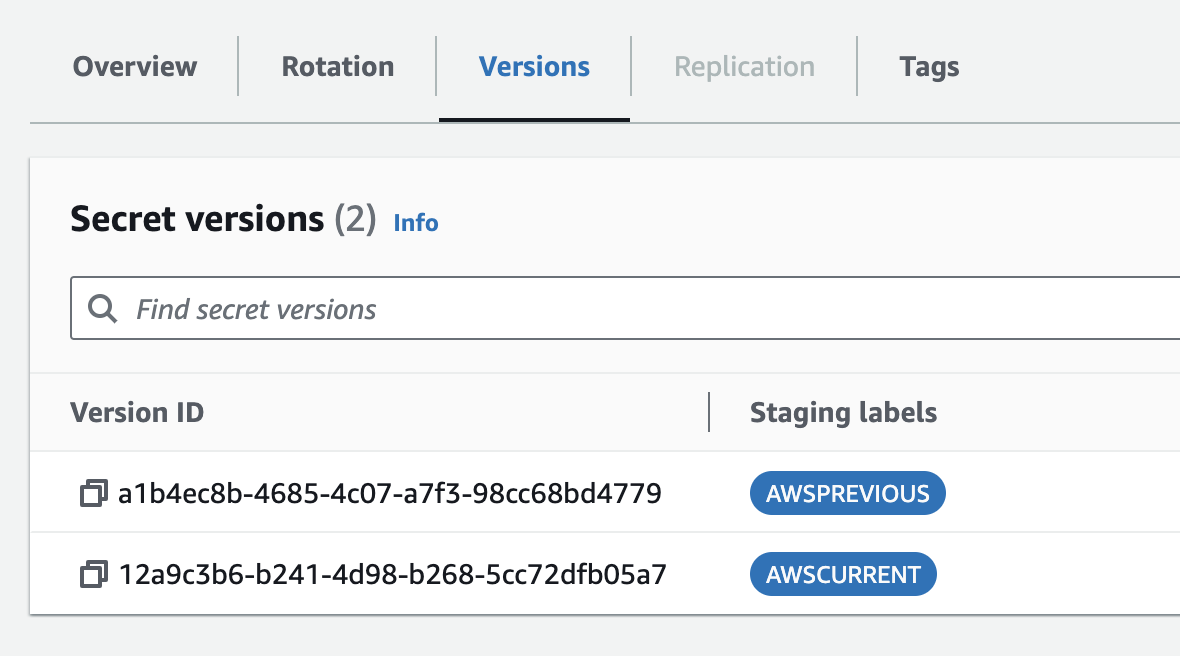 Overview Rotation Versions Replication Tags
Secret versions (2) Info
Find secret versions
Version ID Staging labels
a1b4ec8b-4685-4c07-a7f3-98cc68bd4779 AWSPREVIOUS
12a9c3b6-b241-4d98-b268-5cc72dfb05a7 AWSCURRENT